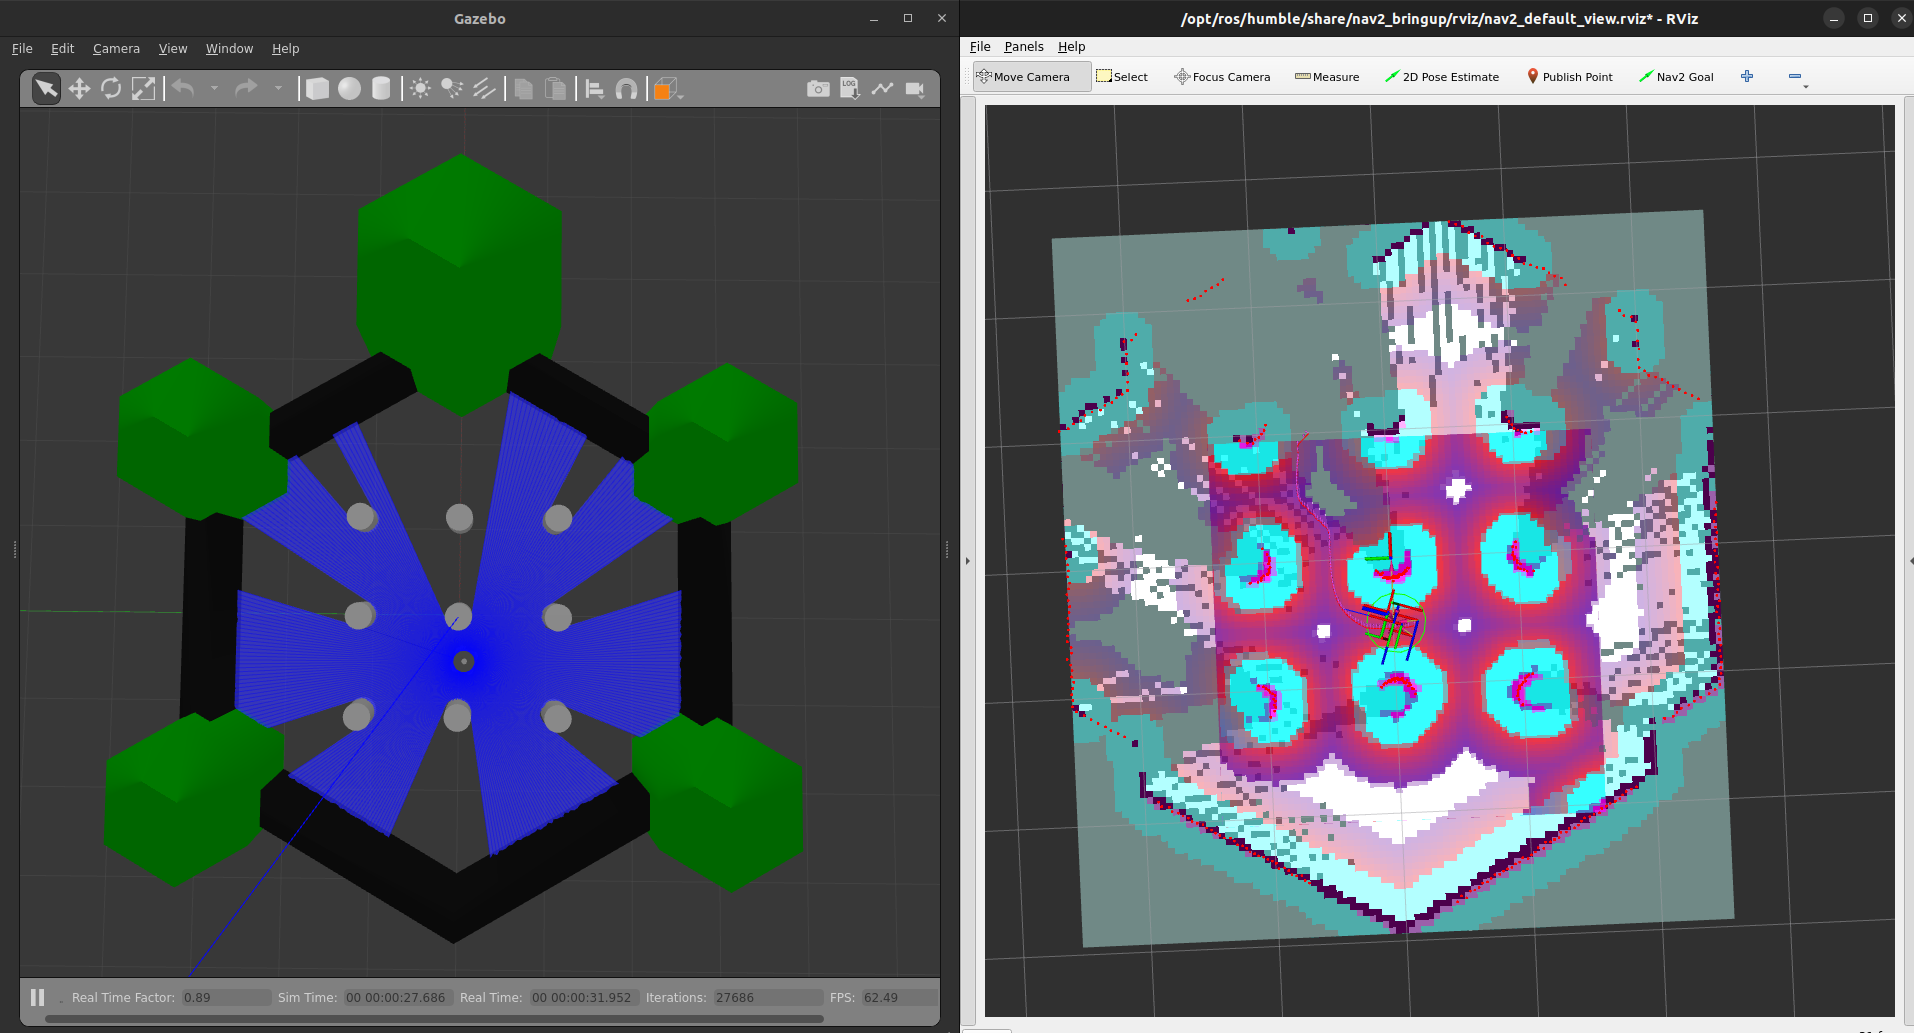 Gazebo
File Edit Camera View Window Help
LOG
Real Time Factor: 0.89 Sim Time: 00 00:00:27.686 Real Time: 00 00:00:31.952 Iterations: 27686 FPS: 62.49
/opt/ros/humble/share/nav2_bringup/rviz/nav2_default_view.rviz* - RViz
File Panels Help
Move Camera Select Focus Camera Measure 2D Pose Estimate Publish Point Nav2 Goal